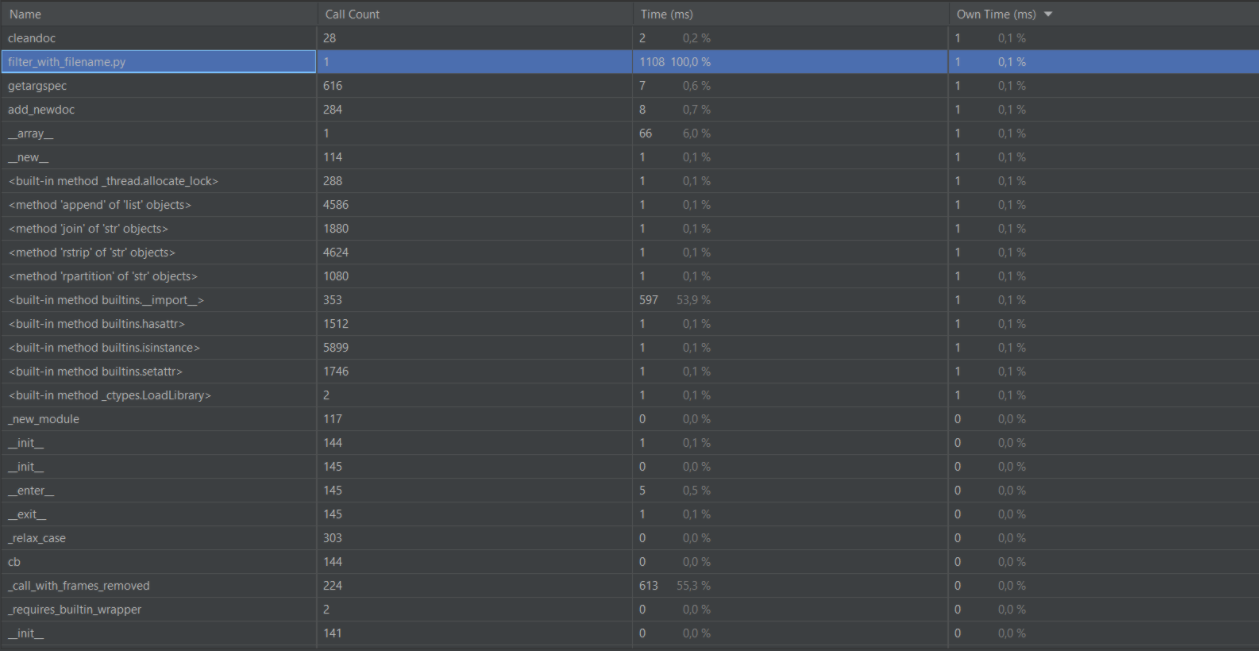 Name Call Count Time (ms) Own Time (ms)
cleandoc 28 2 0,2 % 1 0,1 %
filter_with_filename.py 1 1108 100,0 % 1 0,1 %
getargspec 616 7 0,6 % 1 0,1 %
add_newdoc 284 8 0,7 % 1 0,1 %
__array__ 1 66 6,0 % 1 0,1 %
__new__ 114 1 0,1 % 1 0,1 %
<built-in method _thread.allocate_lock> 288 1 0,1 % 1 0,1 %
<method 'append' of 'list' objects> 4586 1 0,1 % 1 0,1 %
<method 'join' of 'str' objects> 1880 1 0,1 % 1 0,1 %
<method 'rstrip' of 'str' objects> 4624 1 0,1 % 1 0,1 %
<method 'rpartition' of 'str' objects> 1080 1 0,1 % 1 0,1 %
<built-in method builtins.__import__> 353 597 53,9 % 1 0,1 %
<built-in method builtins.hasattr> 1512 1 0,1 % 1 0,1 %
<built-in method builtins.isinstance> 5899 1 0,1 % 1 0,1 %
<built-in method builtins.setattr> 1746 1 0,1 % 1 0,1 %
<built-in method _ctypes.LoadLibrary> 2 1 0,1 % 1 0,1 %
_new_module 117 0 0,0 % 0 0,0 %
__init__ 144 1 0,1 % 0 0,0 %
__init__ 145 0 0,0 % 0 0,0 %
__enter__ 145 5 0,5 % 0 0,0 %
__exit__ 145 1 0,1 % 0 0,0 %
_relax_case 303 0 0,0 % 0 0,0 %
cb 144 0 0,0 % 0 0,0 %
_call_with_frames_removed 224 613 55,3 % 0 0,0 %
_requires_builtin_wrapper 2 0 0,0 % 0 0,0 %
__init__ 141 0 0,0 % 0 0,0 %